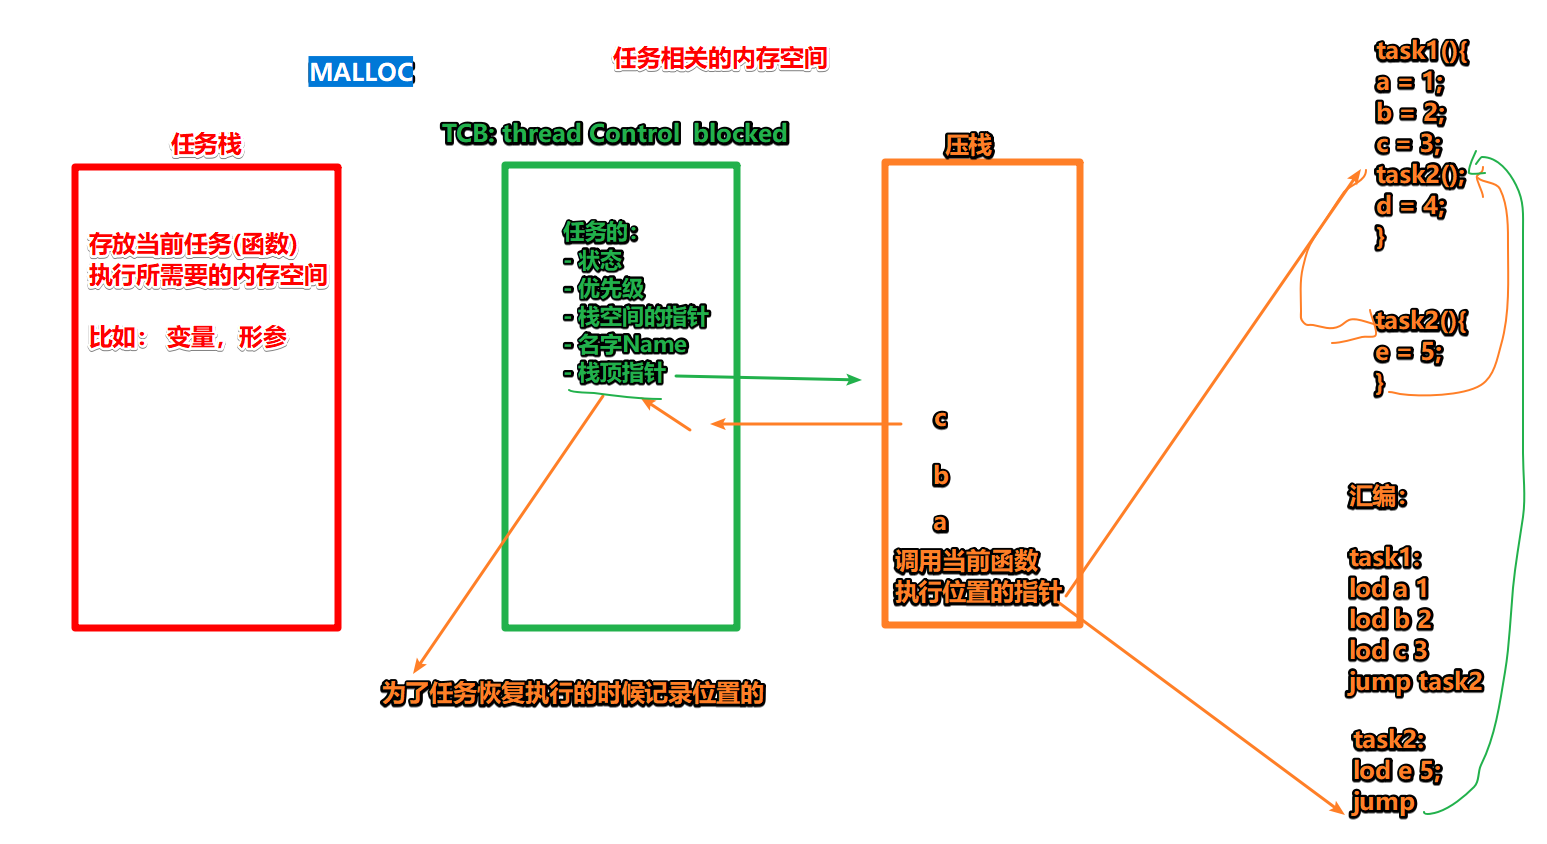 MALLOC
任务相关的内存空间
任务栈
存放当前任务(函数)
执行所需要的内存空间
比如： 变量，形参
TCB: thread Control blocked
任务的：
- 状态
- 优先级
- 栈空间的指针
- 名字Name
- 栈顶指针
压栈
c
b
a
调用当前函数
执行位置的指针
为了任务恢复执行的时候记录位置的
task1(){
a = 1;
b = 2;
c = 3;
task2();
d = 4;
}
task2(){
e = 5;
}
汇编：
task1:
lod a 1
lod b 2
lod c 3
jump task2
task2:
lod e 5;
jump